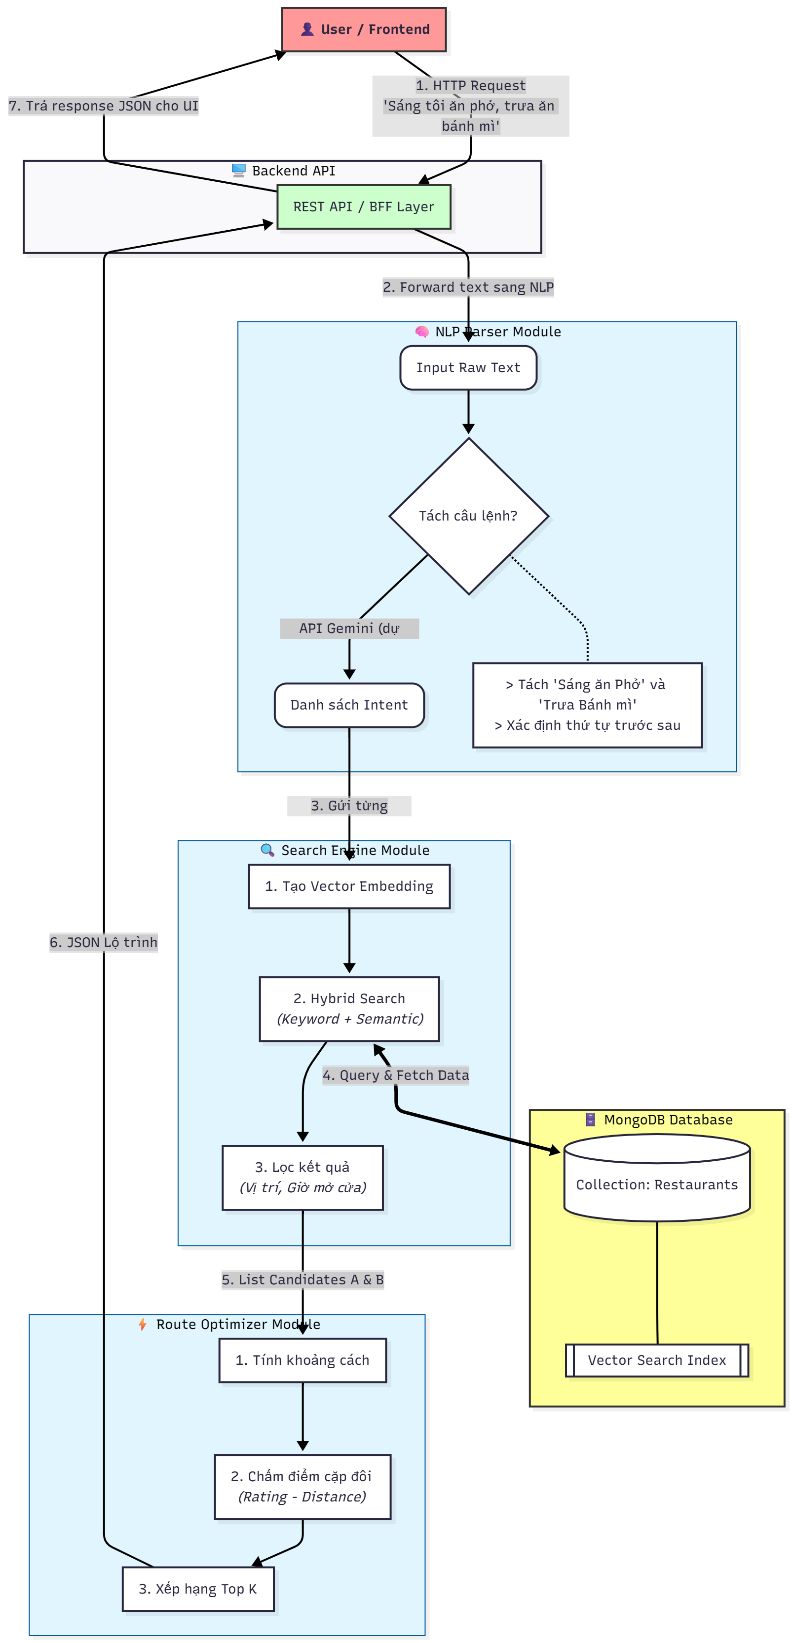 👤 User / Frontend
1. HTTP Request
'Sáng tôi ăn phở, trưa ăn
bánh mì'
7. Trả response JSON cho UI
🖥️ Backend API
REST API / BFF Layer
2. Forward text sang NLP
🧠 NLP Parser Module
Input Raw Text
Tách câu lệnh?
API Gemini (dự
> Tách 'Sáng ăn Phở' và
'Trưa Bánh mì'
> Xác định thứ tự trước sau
Danh sách Intent
3. Gửi từng
🔍 Search Engine Module
1. Tạo Vector Embedding
6. JSON Lộ trình
2. Hybrid Search
(Keyword + Semantic)
4. Query & Fetch Data
🗄️ MongoDB Database
Collection: Restaurants
3. Lọc kết quả
(Vị trí, Giờ mở cửa)
5. List Candidates A & B
⚡ Route Optimizer Module
1. Tính khoảng cách
Vector Search Index
2. Chấm điểm cặp đôi
(Rating - Distance)
3. Xếp hạng Top K